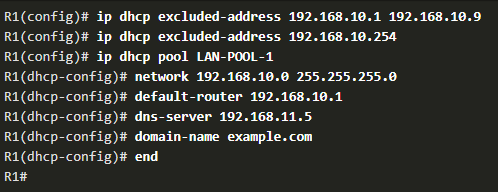 R1(config)# ip dhcp excluded-address 192.168.10.1 192.168.10.9
R1(config)# ip dhcp excluded-address 192.168.10.254
R1(config)# ip dhcp pool LAN-POOL-1
R1(dhcp-config)# network 192.168.10.0 255.255.255.0
R1(dhcp-config)# default-router 192.168.10.1
R1(dhcp-config)# dns-server 192.168.11.5
R1(dhcp-config)# domain-name example.com
R1(dhcp-config)# end
R1#